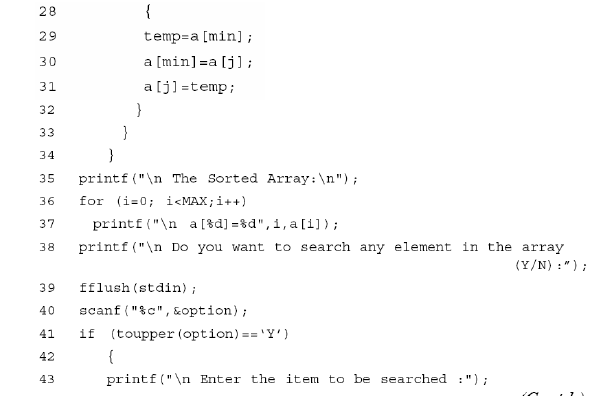 28 {
29 temp=a[min];
30 a[min]=a[j];
31 a[j]=temp;
32 }
33 }
34 }
35 printf("\n The Sorted Array:\n");
36 for (i=0; i<MAX;i++)
37 printf("\n a[%d]=%d",i,a[i]);
38 printf("\n Do you want to search any element in the array
(Y/N):");
39 fflush(stdin);
40 scanf("%c",&option);
41 if (toupper(option)=='Y')
42 {
43 printf("\n Enter the item to be searched :");